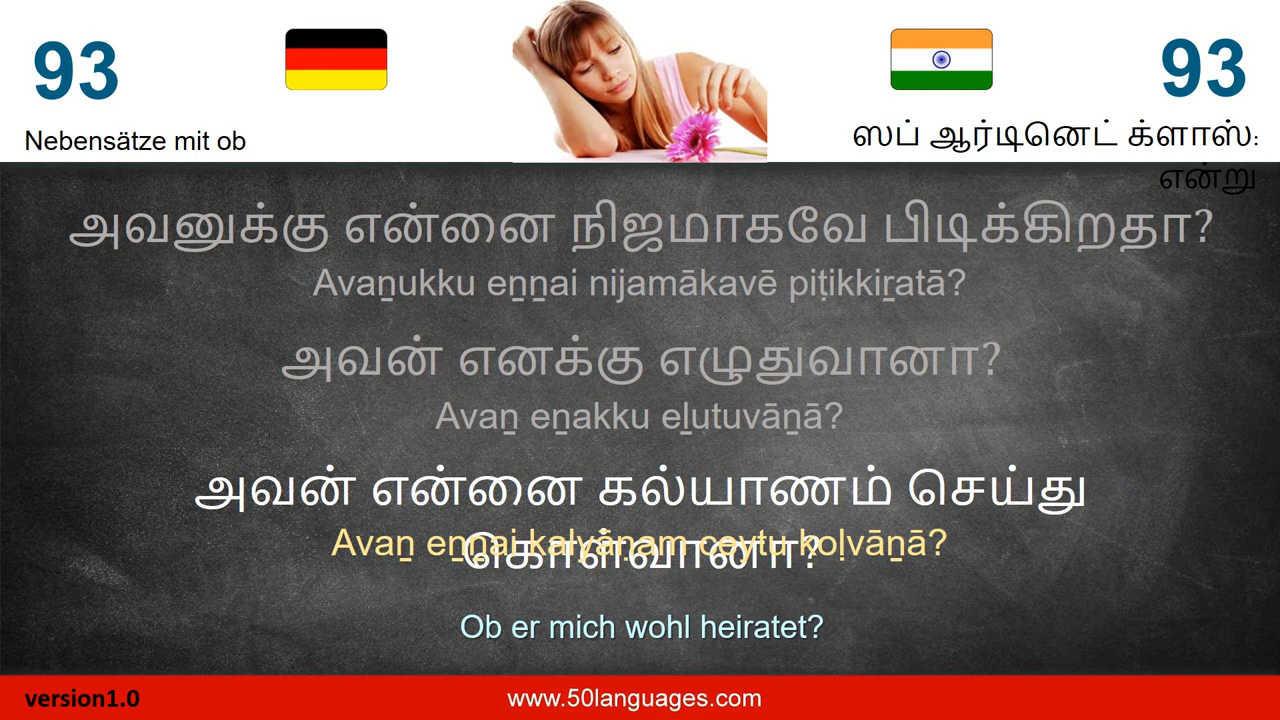 93
93
Nebensätze mit ob
ஸப் ஆர்டினெட் க்ளாஸ்:
என்று
அவனுக்கு என்னை நிஜமாகவே பிடிக்கிறதா?
Avaṉukku eṉṉai nijamākavē piṭikkiṟatā?
அவன் எனக்கு எழுதுவானா?
Avaṉ eṉakku eḻutuvāṉā?
அவன் என்னை கல்யாணம் செய்து
கொள்வானா?
Avaṉ eṉṉai kalyāṇam ceytu koḷvāṉā?
Ob er mich wohl heiratet?
version1.0
www.50languages.com